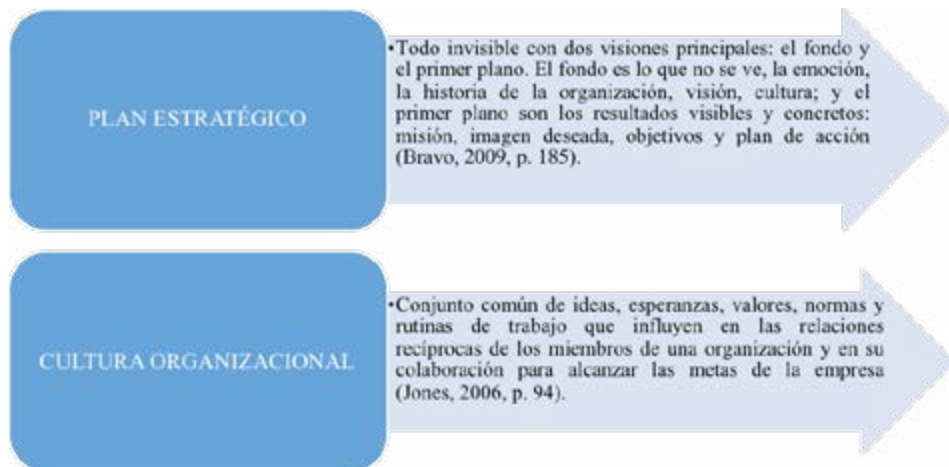 PLAN ESTRATÉGICO
•Todo invisible con dos visiones principales: el fondo y
el primer plano. El fondo es lo que no se ve, la emoción,
la historia de la organización, visión, cultura; y el
primer plano son los resultados visibles y concretos:
misión, imagen deseada, objetivos y plan de acción
(Bravo, 2009, p. 185).
CULTURA ORGANIZACIONAL
•Conjunto común de ideas, esperanzas, valores, normas y
rutinas de trabajo que influyen en las relaciones
recíprocas de los miembros de una organización y en su
colaboración para alcanzar las metas de la empresa
(Jones, 2006, p. 94).